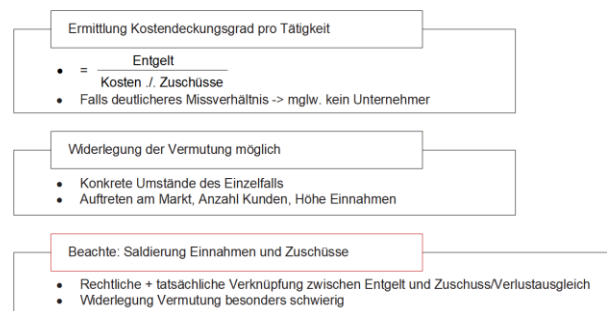 Ermittlung Kostendeckungsgrad pro Tätigkeit
• = Entgelt
Kosten ./. Zuschüsse
• Falls deutlicheres Missverhältnis -> mglw. kein Unternehmer
Widerlegung der Vermutung möglich
• Konkrete Umstände des Einzelfalls
• Auftreten am Markt, Anzahl Kunden, Höhe Einnahmen
Beachte: Saldierung Einnahmen und Zuschüsse
• Rechtliche + tatsächliche Verknüpfung zwischen Entgelt und Zuschuss/Verlustausgleich
• Widerlegung Vermutung besonders schwierig